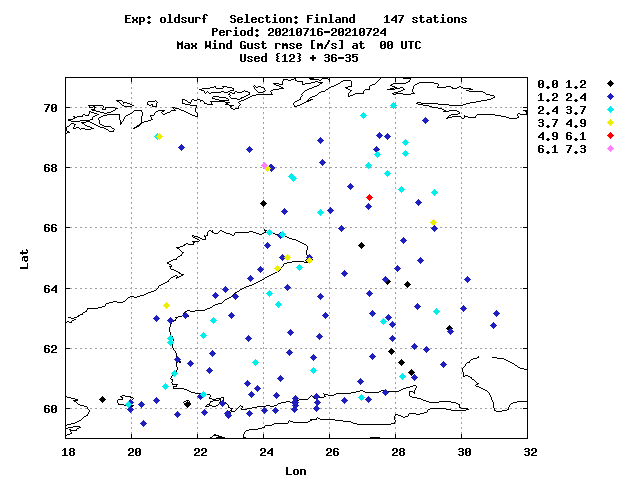 Exp: oldsurf   Selection: Finland    147 stations
Period: 20210716-20210724
Max Wind Gust rmse [m/s] at  00 UTC
Used {12} + 36-35
0.0 1.2
1.2 2.4
2.4 3.7
3.7 4.9
4.9 6.1
6.1 7.3
70
68
66
64
62
60
Lat
18 20 22 24 26 28 30 32
Lon